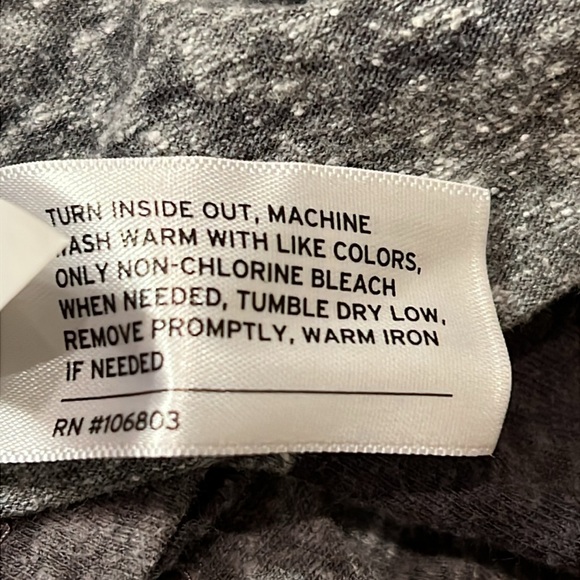 TURN INSIDE OUT, MACHINE
WASH WARM WITH LIKE COLORS,
ONLY NON-CHLORINE BLEACH
WHEN NEEDED, TUMBLE DRY LOW,
REMOVE PROMPTLY, WARM IRON
IF NEEDED
RN #106803